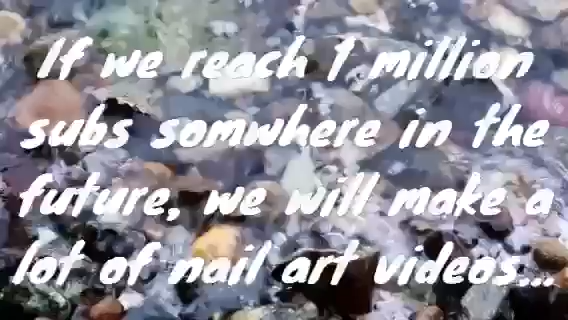 If we reach 1 million
subs somwhere in the
future, we will make a
lot of nail art videos...